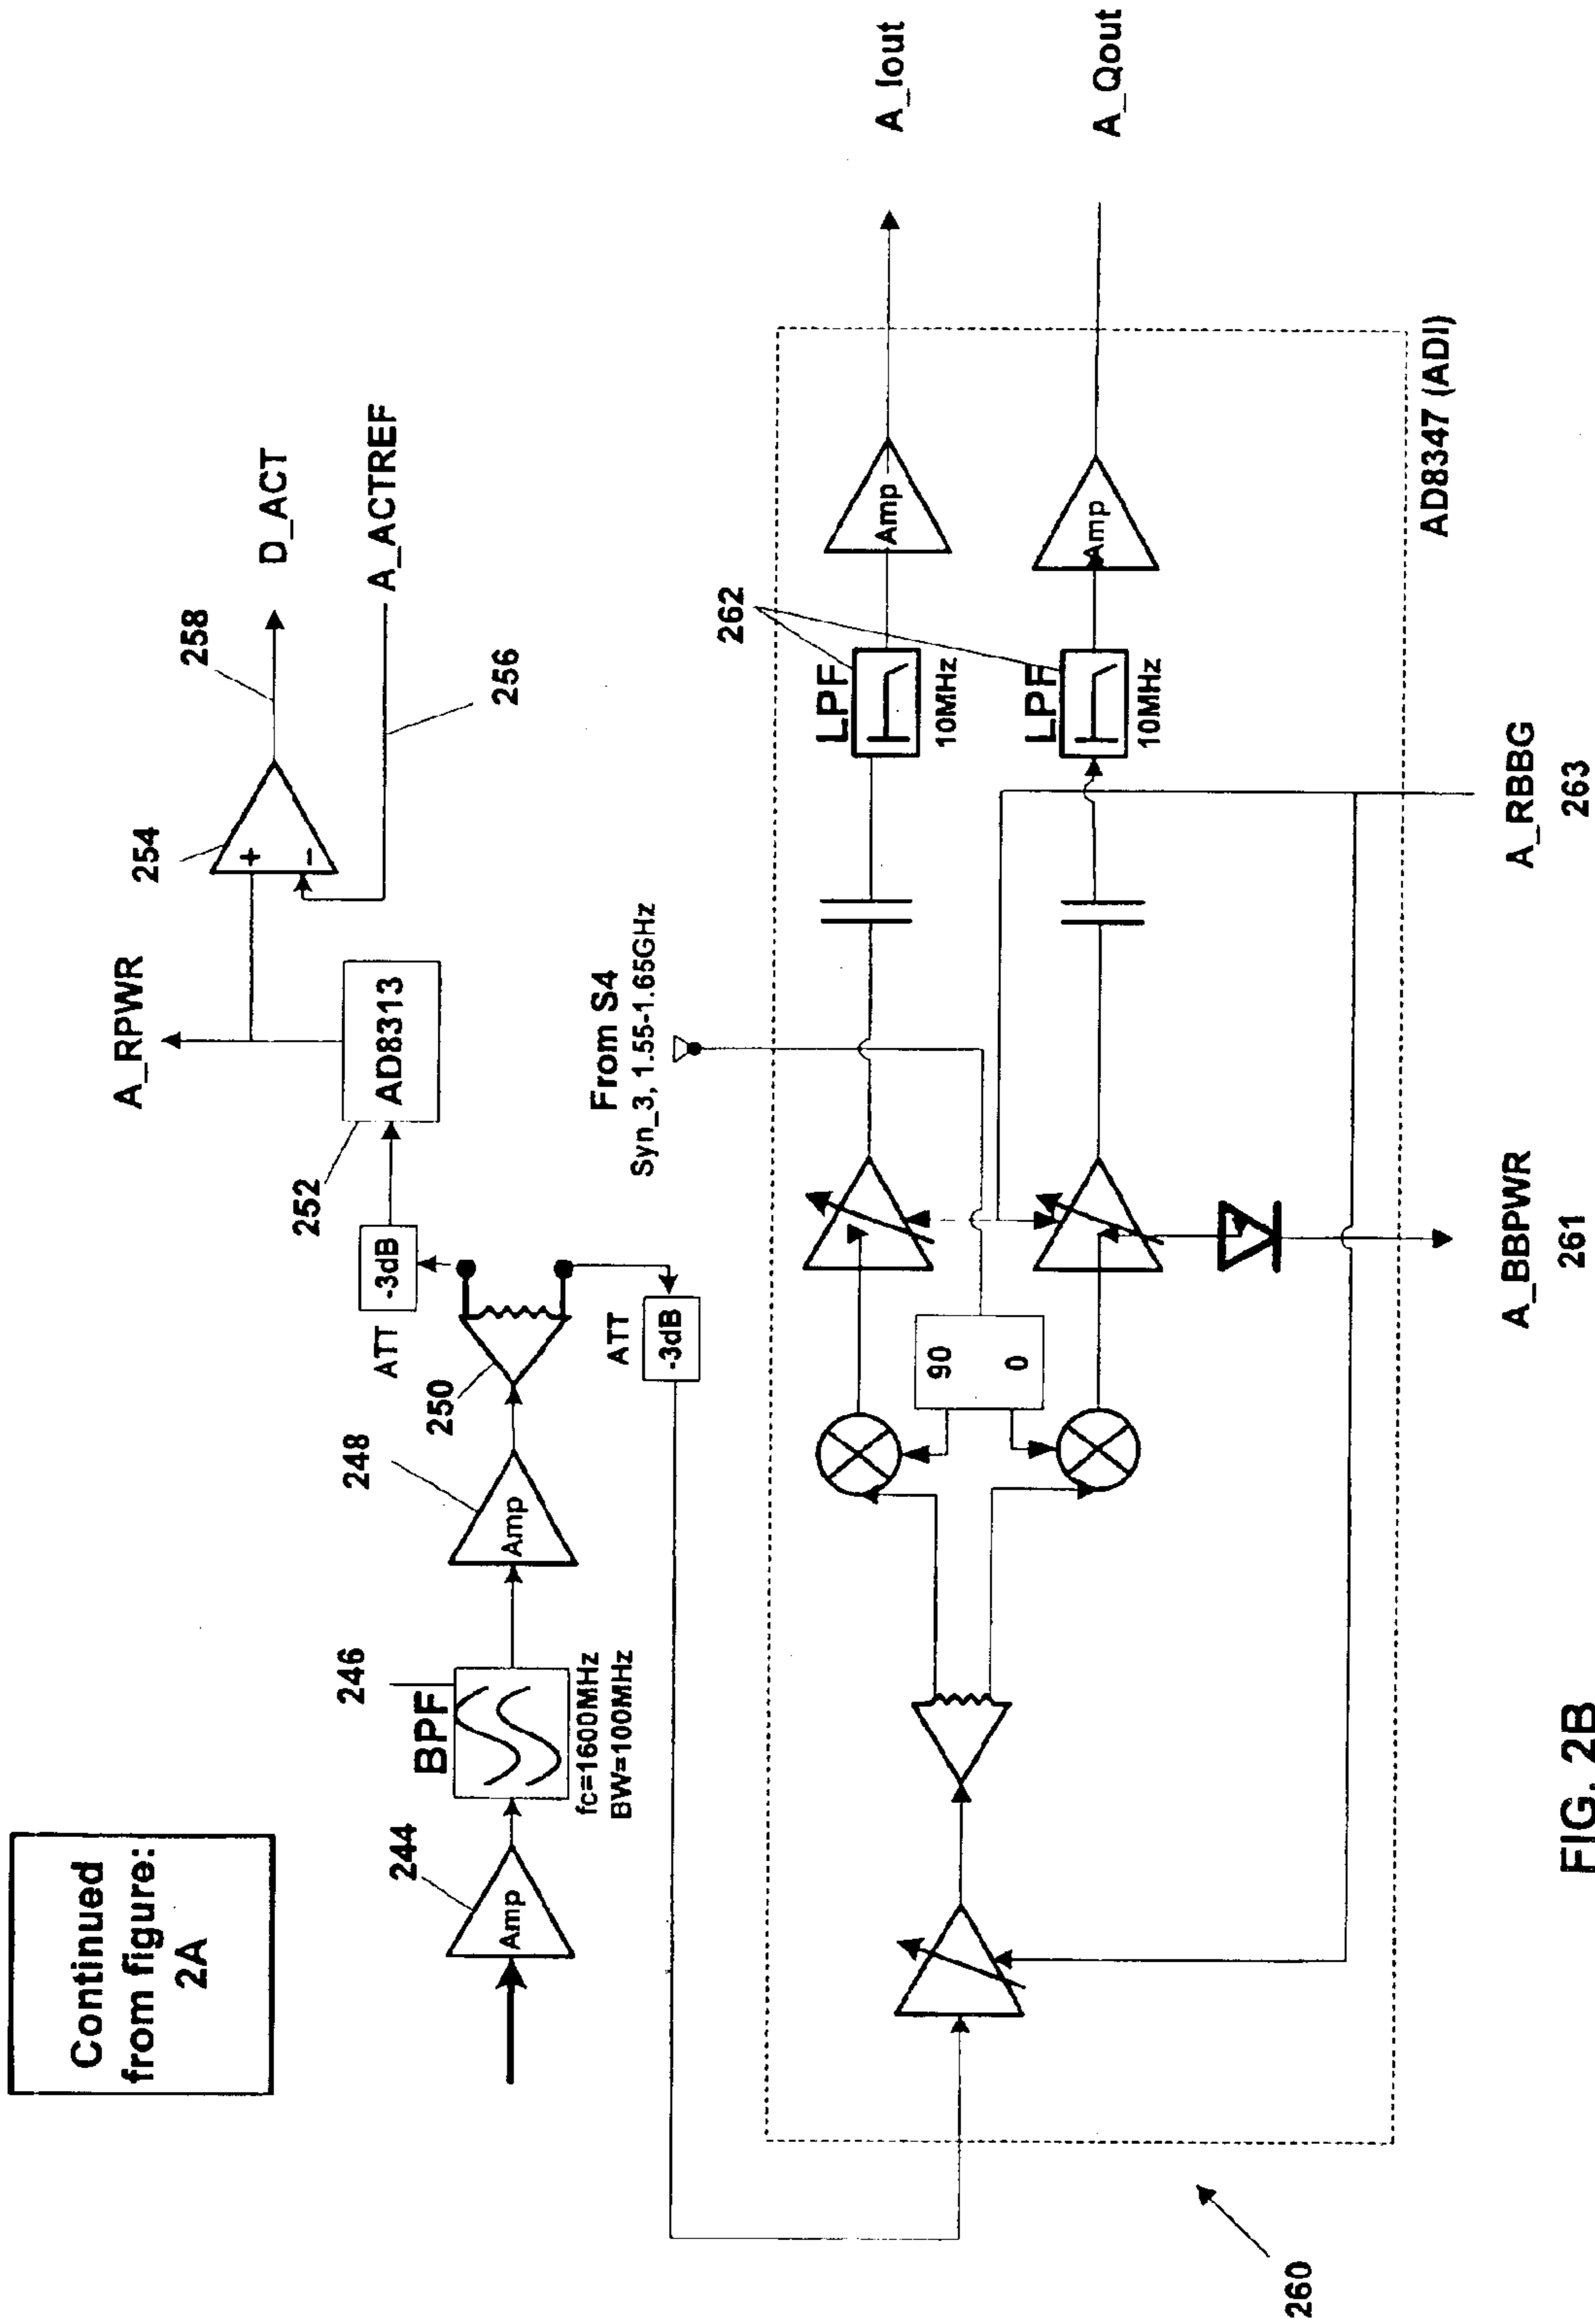 Continued
from figure:
2A
A_RPWR
254
258
D_ACT
A_ACTREF
256
252
AD8313
-3dB
ATT
244
Amp
246
BPF
fc=1600MHz
BW=100MHz
248
Amp
250
ATT
-3dB
From S4
Syn_3, 1.55-1.65GHz
262
LPF
10MHz
Amp
A_Iout
90
0
LPF
10MHz
Amp
A_Qout
AD8347 (ADI)
260
A_BBPWR
261
A_RBBG
263
FIG. 2B